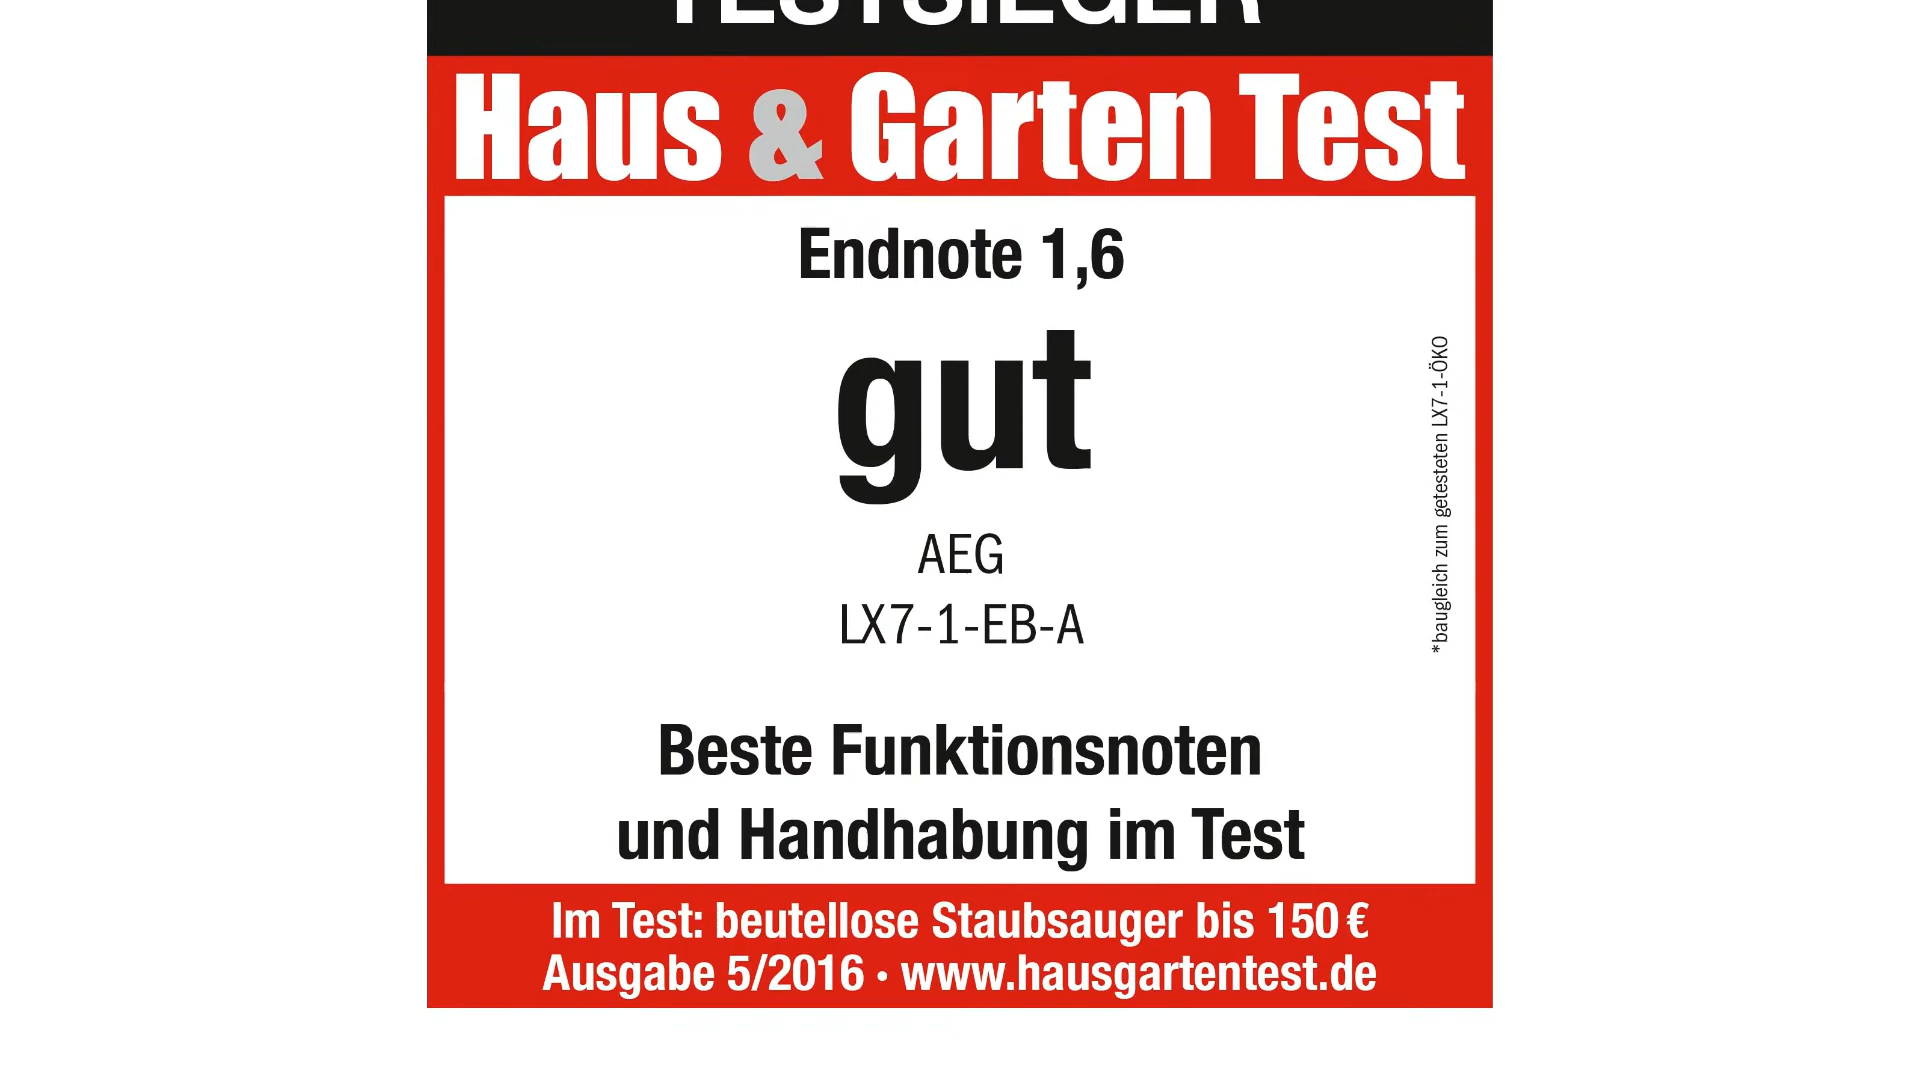 TESTSIEGER
Haus & Garten Test
Endnote 1,6
gut
AEG
LX7-1-EB-A
*baugleich zum getesteten LX7-1-ÖKO
Beste Funktionsnoten
und Handhabung im Test
Im Test: beutellose Staubsauger bis 150 €
Ausgabe 5/2016 · www.hausgartentest.de